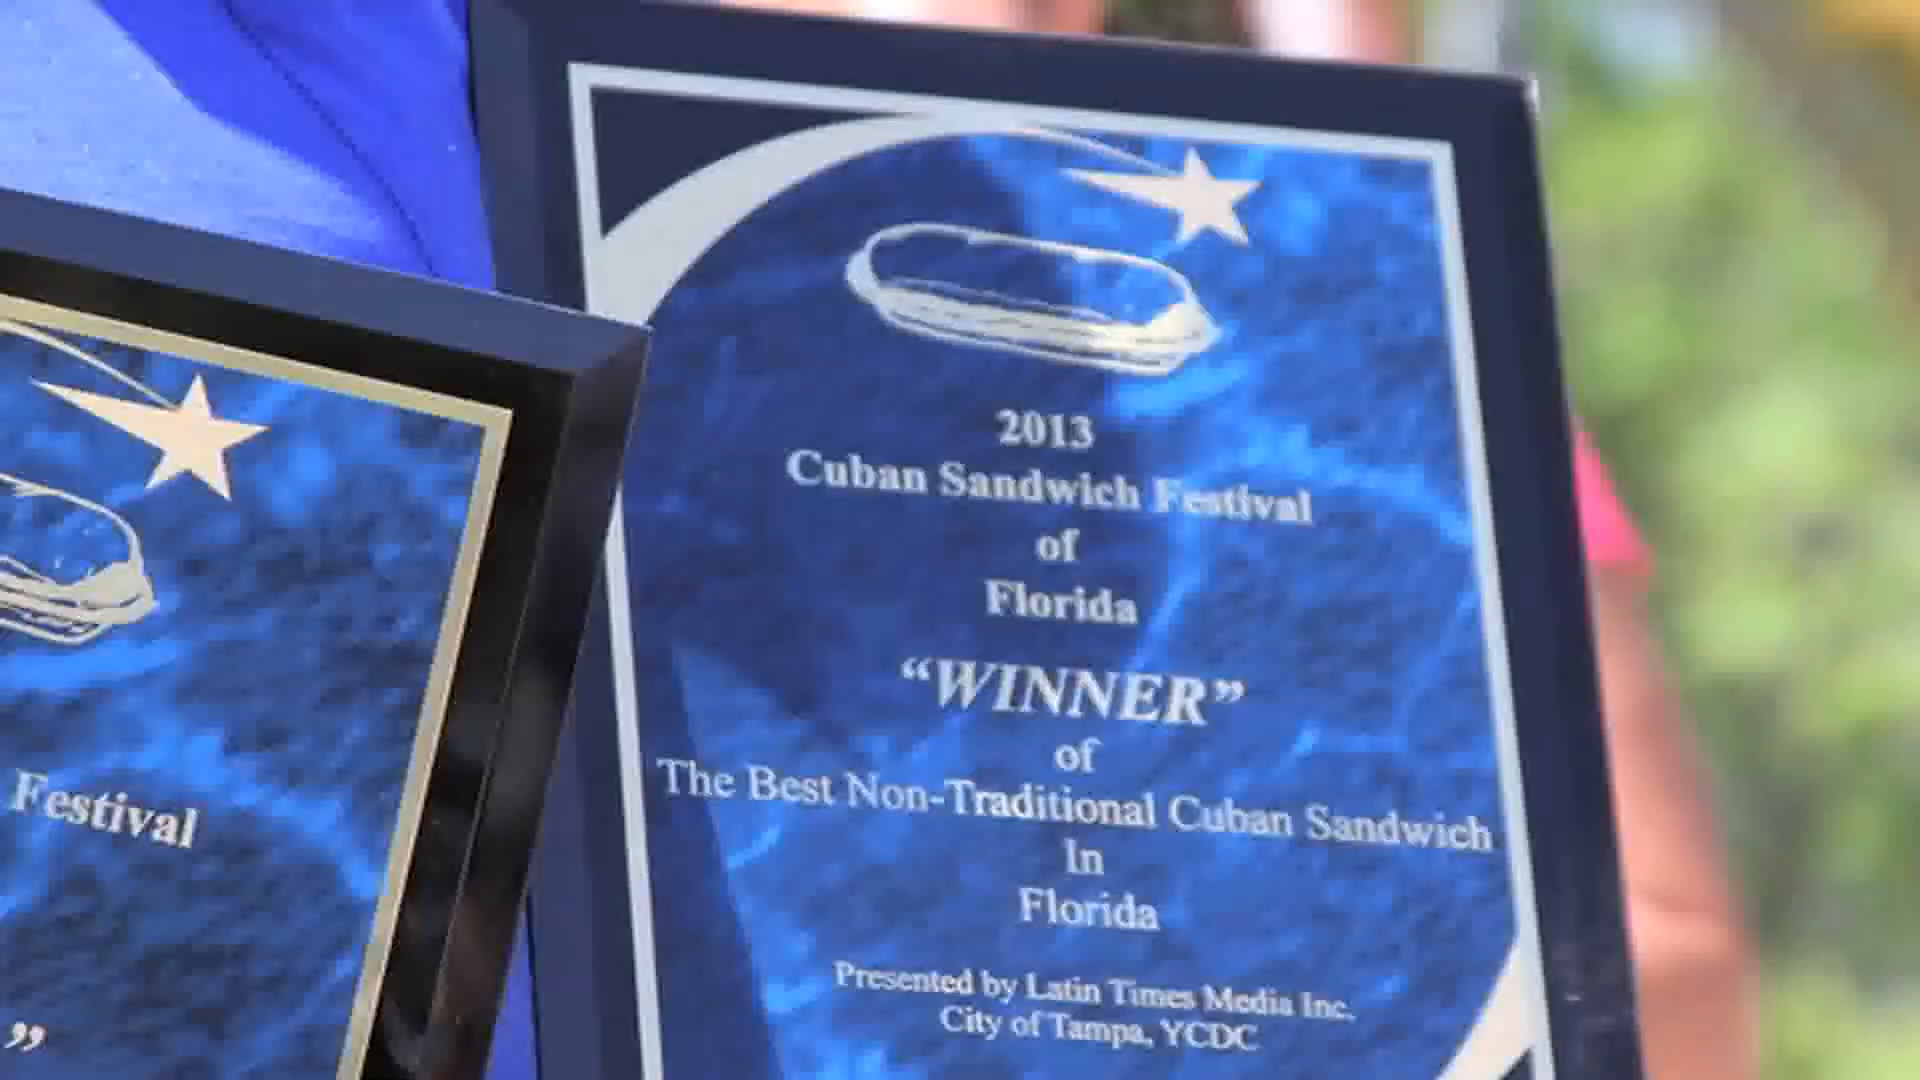 2013
Cuban Sandwich Festival
of
Florida
“WINNER”
of
The Best Non-Traditional Cuban Sandwich
In
Florida
Presented by Latin Times Media Inc.
City of Tampa, YCDC
Festival
”